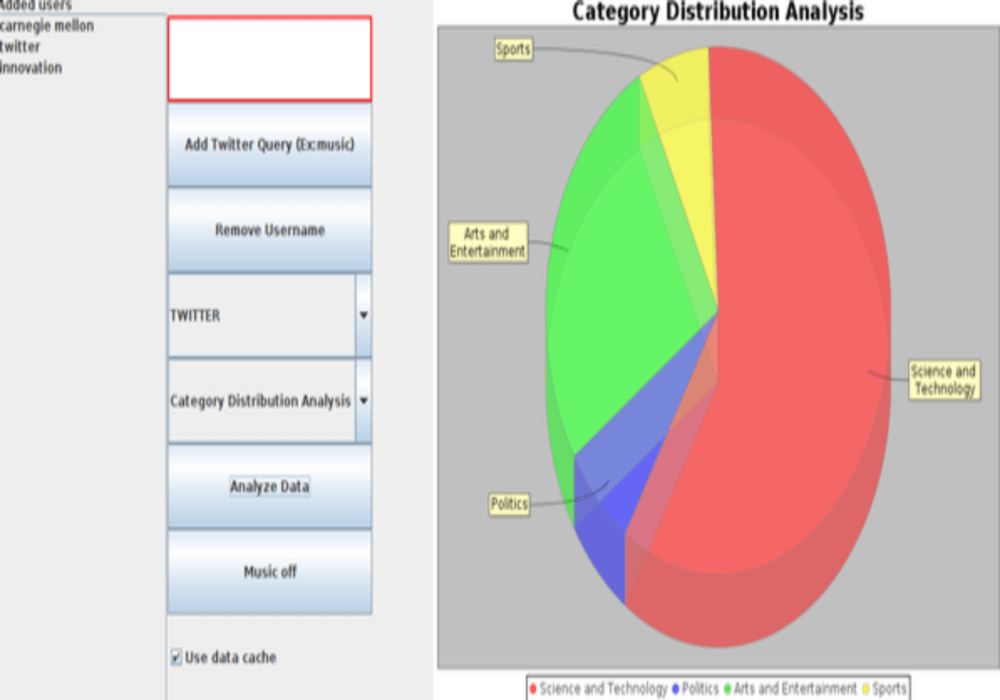 Added users
carnegie mellon
twitter
innovation
Add Twitter Query (Ex:music)
Remove Username
TWITTER
Category Distribution Analysis
Analyze Data
Music off
Use data cache
Category Distribution Analysis
Sports
Arts and
Entertainment
Science and
Technology
Politics
Science and Technology Politics Arts and Entertainment Sports